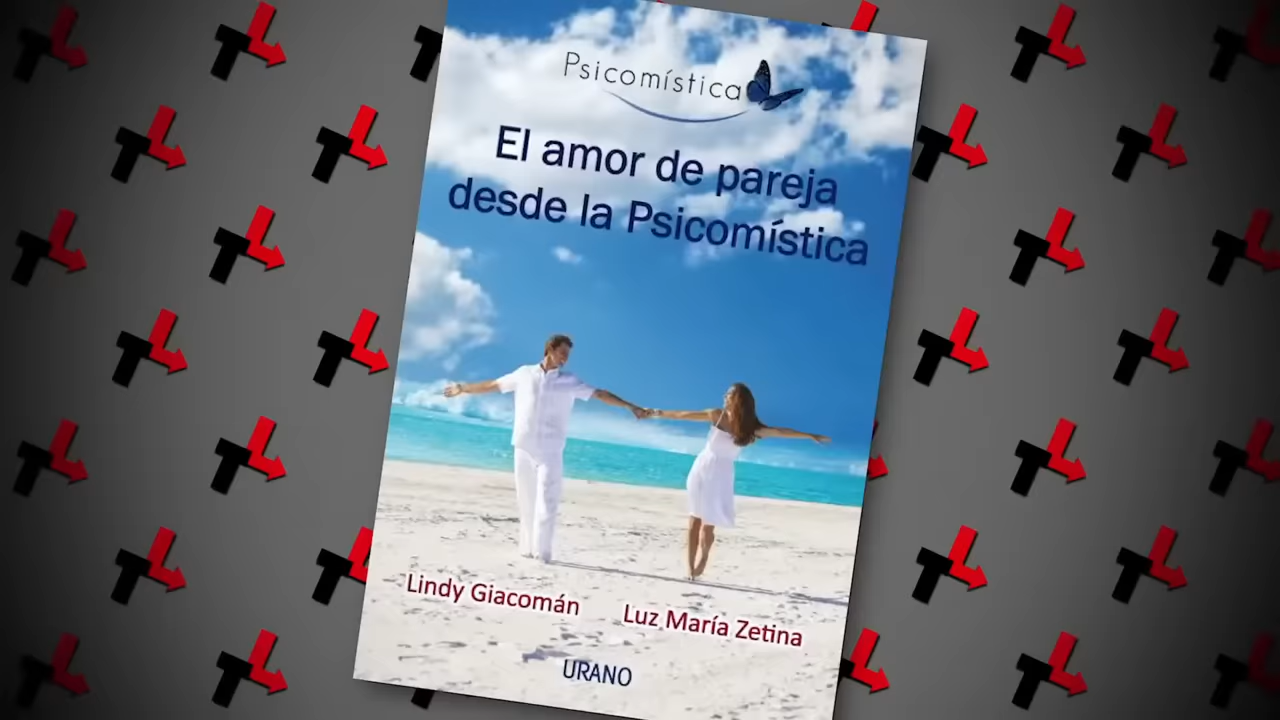 Psicomística
El amor de pareja
desde la Psicomística
Lindy Giacomán
Luz María Zetina
URANO